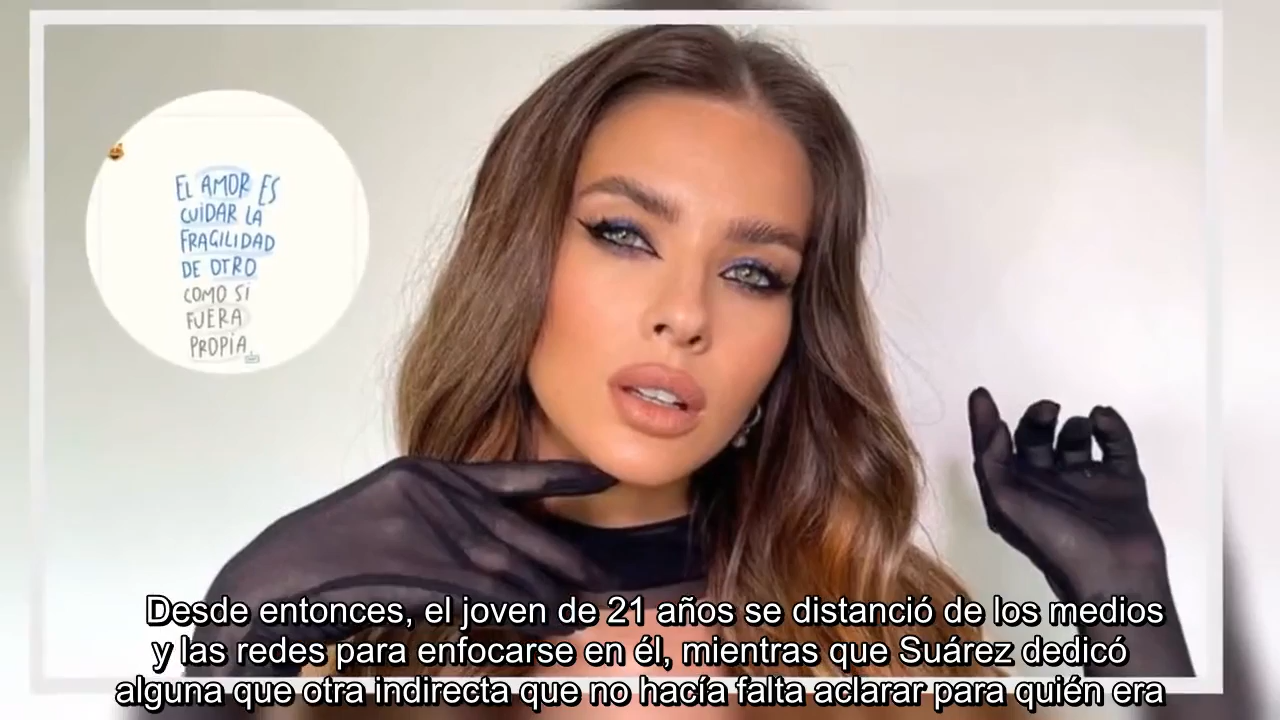 EL AMOR ES
CUIDAR LA
FRAGILIDAD
DE OTRO
COMO SI
FUERA
PROPIA.
Desde entonces, el joven de 21 años se distanció de los medios
y las redes para enfocarse en él, mientras que Suárez dedicó
alguna que otra indirecta que no hacía falta aclarar para quién era